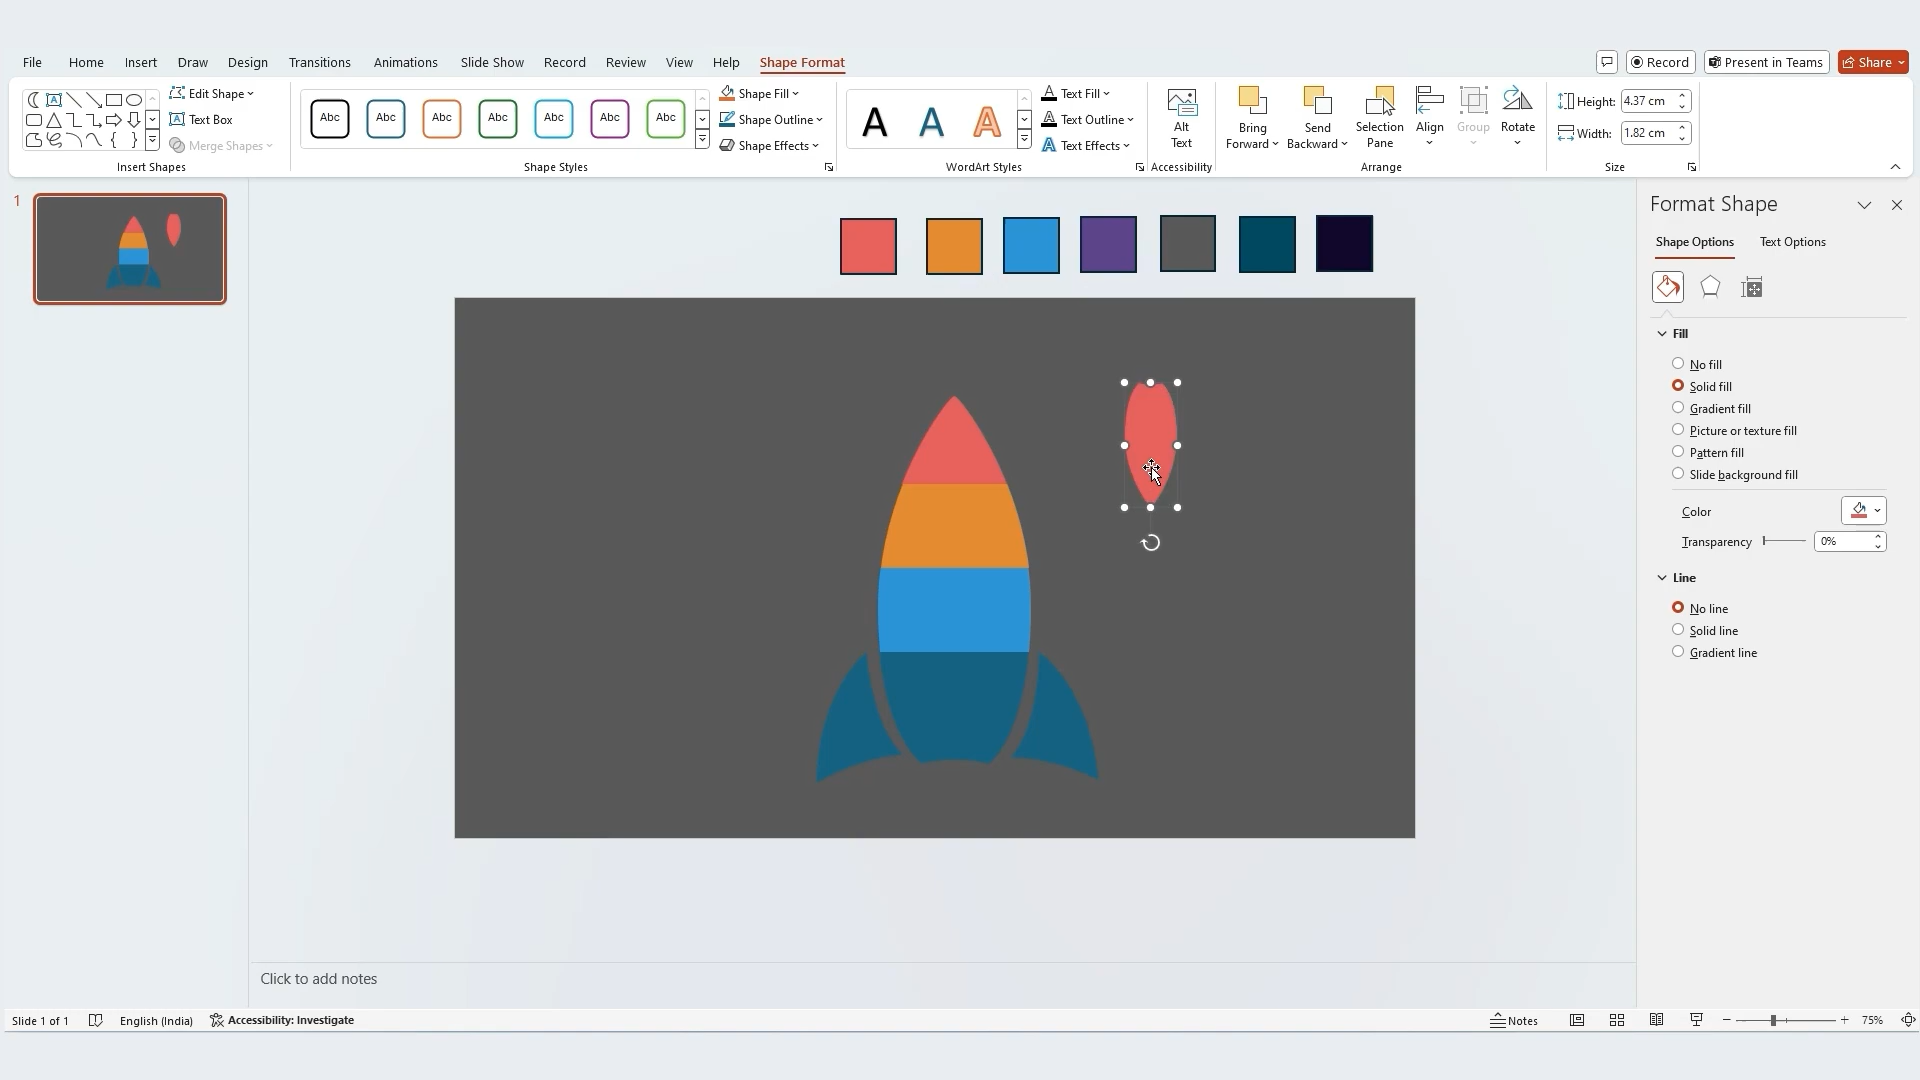 File Home Insert Draw Design Transitions Animations Slide Show Record Review View Help Shape Format Record Present in Teams Share
Edit Shape
Text Box
Merge Shapes
Insert Shapes
Abc Abc Abc Abc Abc Abc Abc
Shape Fill
Shape Outline
Shape Effects
Shape Styles
A A A
Text Fill
Text Outline
Text Effects
WordArt Styles
Alt
Text
Accessibility
Bring
Forward
Send
Backward
Selection
Pane
Align
Group
Rotate
Arrange
Height: 4.37 cm
Width: 1.82 cm
Size
1
Format Shape
Shape Options Text Options
Fill
No fill
Solid fill
Gradient fill
Picture or texture fill
Pattern fill
Slide background fill
Color
Transparency 0%
Line
No line
Solid line
Gradient line
Click to add notes
Slide 1 of 1 English (India) Accessibility: Investigate Notes 75%